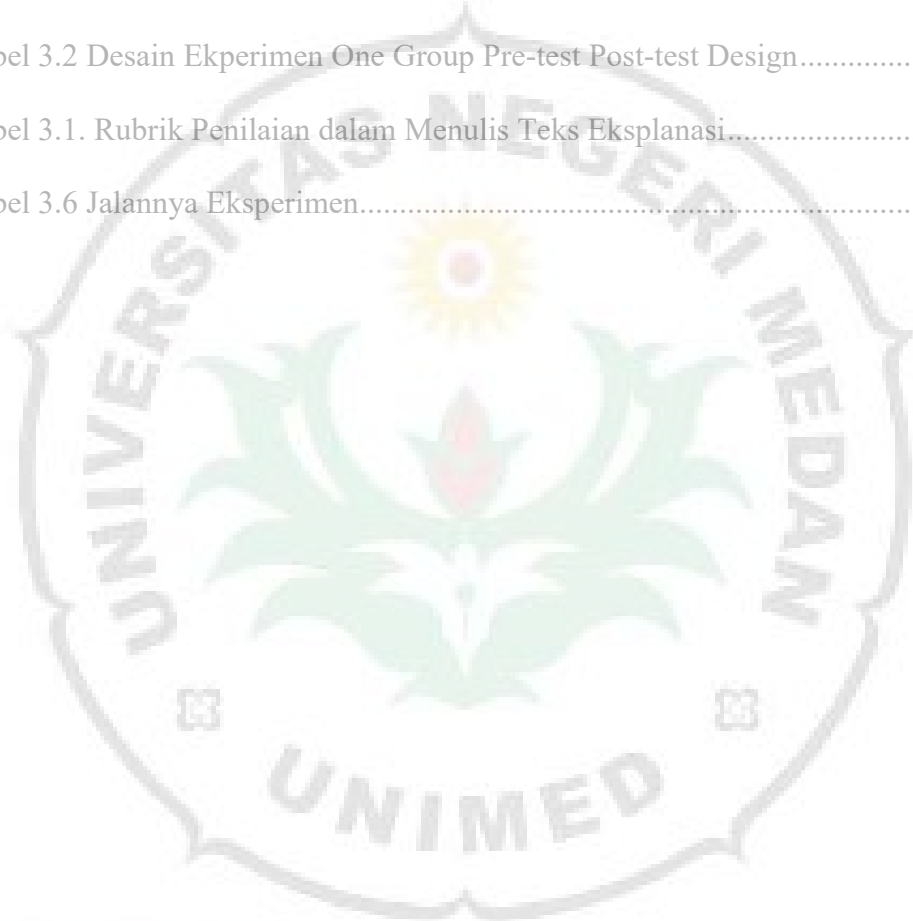 bel 3.2 Desain Ekperimen One Group Pre-test Post-test Design..............
bel 3.1. Rubrik Penilaian dalam Menulis Teks Eksplanasi.......................
bel 3.6 Jalannya Eksperimen....................................................................
UNIVERSITAS NEGERI MEDAN
UNIMED